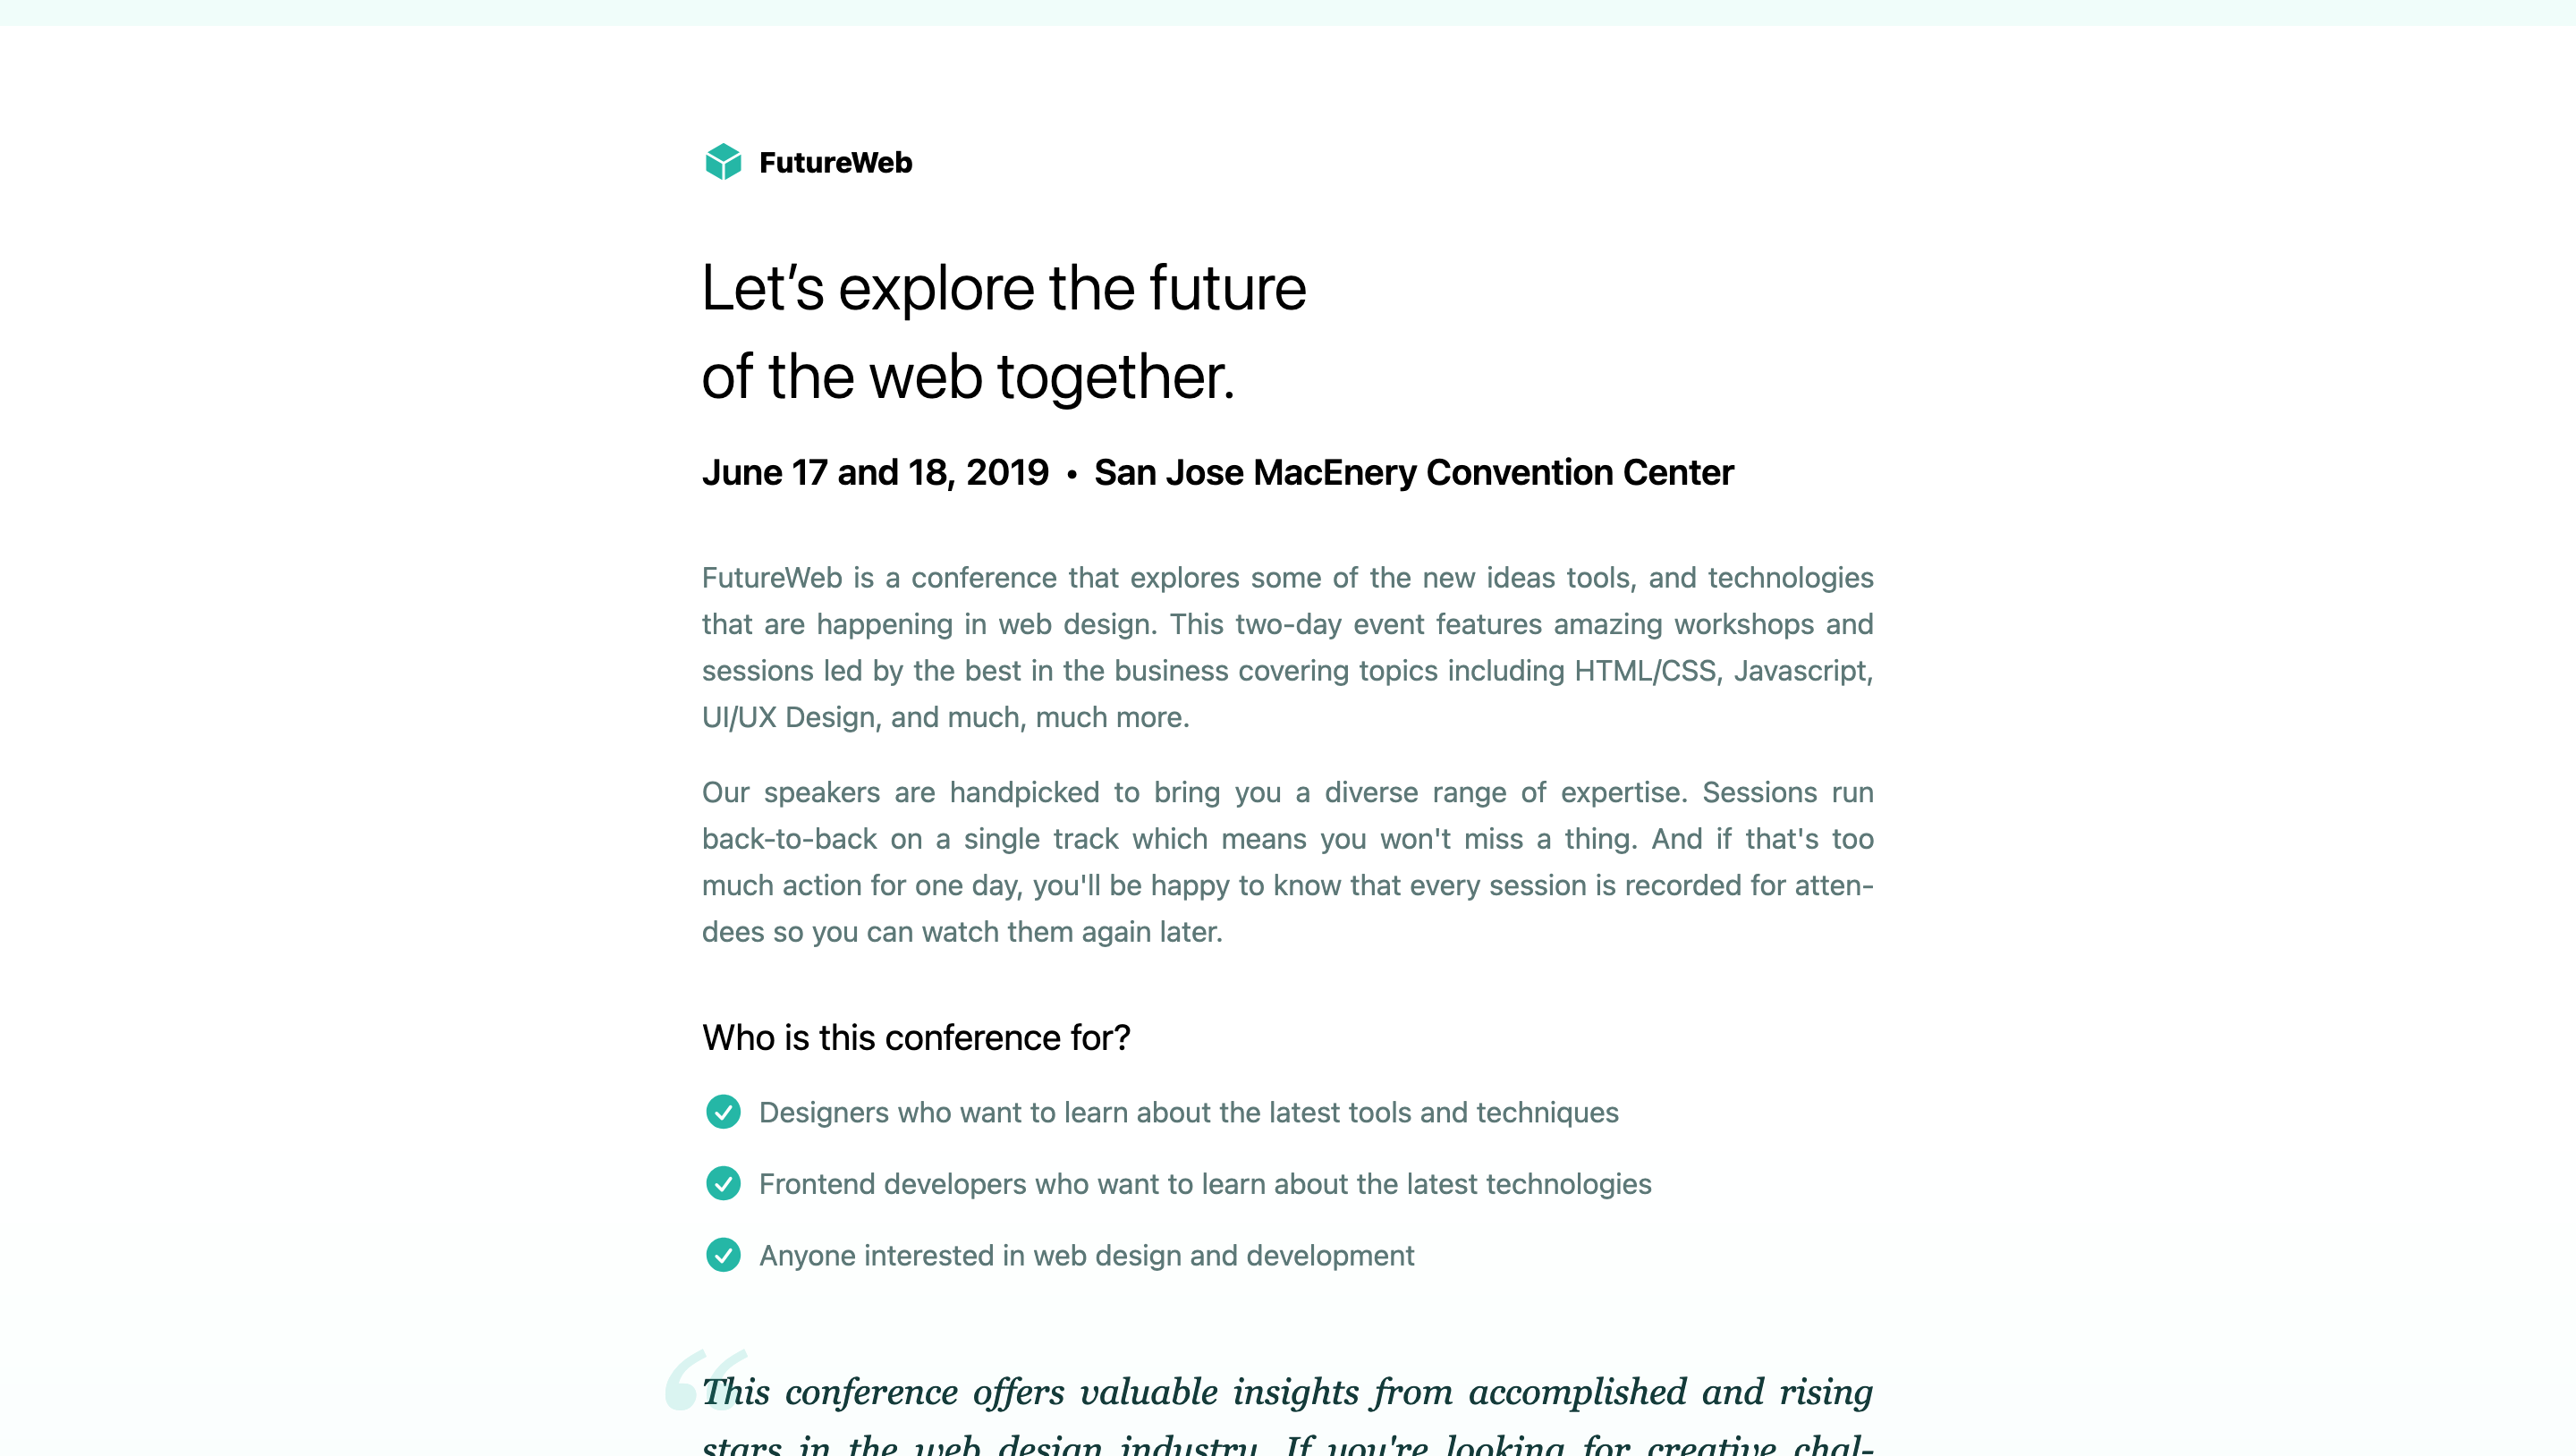 FutureWeb
Let’s explore the future
of the web together.
June 17 and 18, 2019 • San Jose MacEnery Convention Center
FutureWeb is a conference that explores some of the new ideas tools, and technologies
that are happening in web design. This two-day event features amazing workshops and
sessions led by the best in the business covering topics including HTML/CSS, Javascript,
UI/UX Design, and much, much more.
Our speakers are handpicked to bring you a diverse range of expertise. Sessions run
back-to-back on a single track which means you won't miss a thing. And if that's too
much action for one day, you'll be happy to know that every session is recorded for atten-
dees so you can watch them again later.
Who is this conference for?
Designers who want to learn about the latest tools and techniques
Frontend developers who want to learn about the latest technologies
Anyone interested in web design and development
“This conference offers valuable insights from accomplished and rising
stars in the web design industry. If you're looking for creative chal-